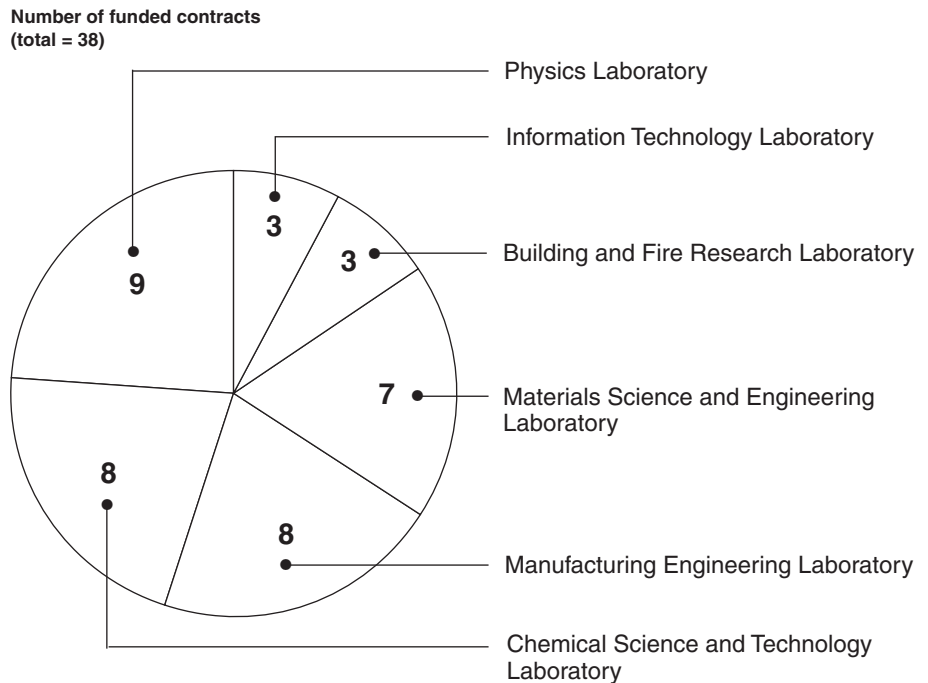 Number of funded contracts
(total = 38)
Physics Laboratory
Information Technology Laboratory
3
3
Building and Fire Research Laboratory
9
7
Materials Science and Engineering
Laboratory
8
8
Manufacturing Engineering Laboratory
Chemical Science and Technology
Laboratory